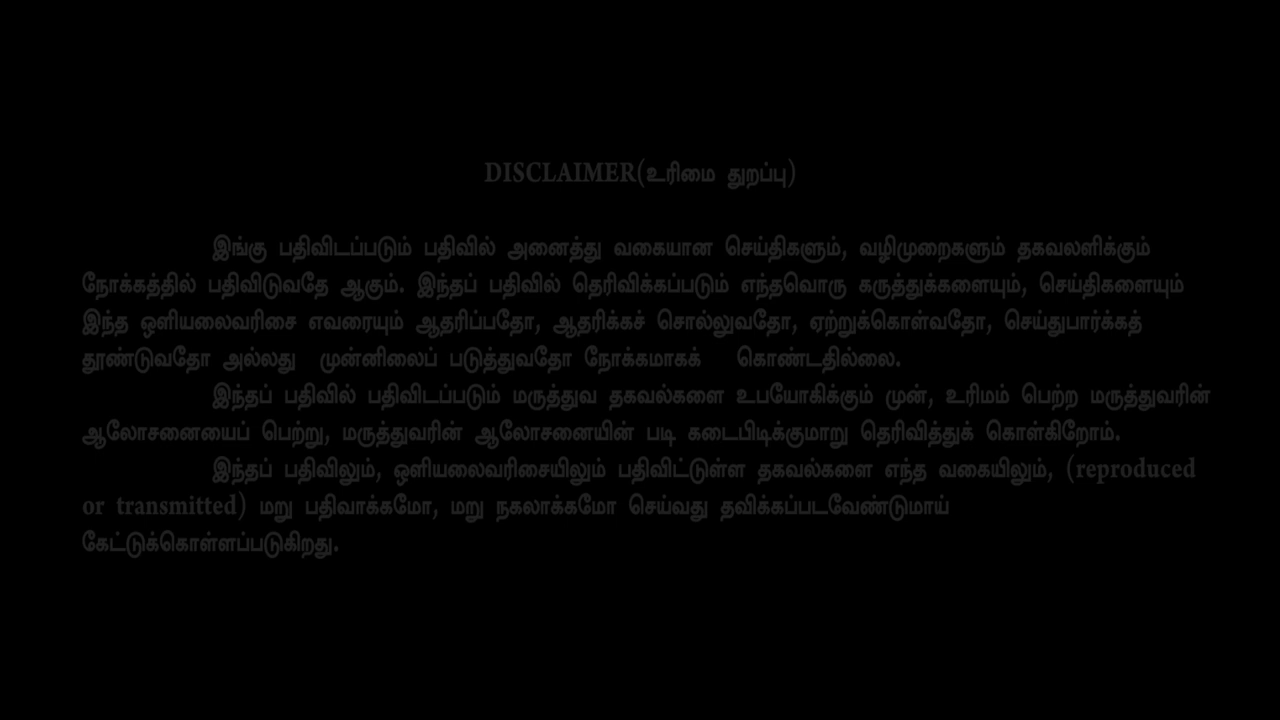 DISCLAIMER(உரிமை துறப்பு)
இங்கு பதிவிடப்படும் பதிவில் அனைத்து வகையான செய்திகளும், வழிமுறைகளும் தகவலளிக்கும்
நோக்கத்தில் பதிவிடுவதே ஆகும். இந்தப் பதிவில் தெரிவிக்கப்படும் எந்தவொரு கருத்துக்களையும், செய்திகளையும்
இந்த ஒளியலைவரிசை எவரையும் ஆதரிப்பதோ, ஆதரிக்கச் சொல்லுவதோ, ஏற்றுக்கொள்வதோ, செய்துபார்க்கத்
தூண்டுவதோ அல்லது முன்னிலைப் படுத்துவதோ நோக்கமாகக் கொண்டதில்லை.
இந்தப் பதிவில் பதிவிடப்படும் மருத்துவ தகவல்களை உபயோகிக்கும் முன், உரிமம் பெற்ற மருத்துவரின்
ஆலோசனையைப் பெற்று, மருத்துவரின் ஆலோசனையின் படி கடைபிடிக்குமாறு தெரிவித்துக் கொள்கிறோம்.
இந்தப் பதிவிலும், ஒளியலைவரிசையிலும் பதிவிட்டுள்ள தகவல்களை எந்த வகையிலும், (reproduced
or transmitted) மறு பதிவாக்கமோ, மறு நகலாக்கமோ செய்வது தவிக்கப்படவேண்டுமாய்
கேட்டுக்கொள்ளப்படுகிறது.